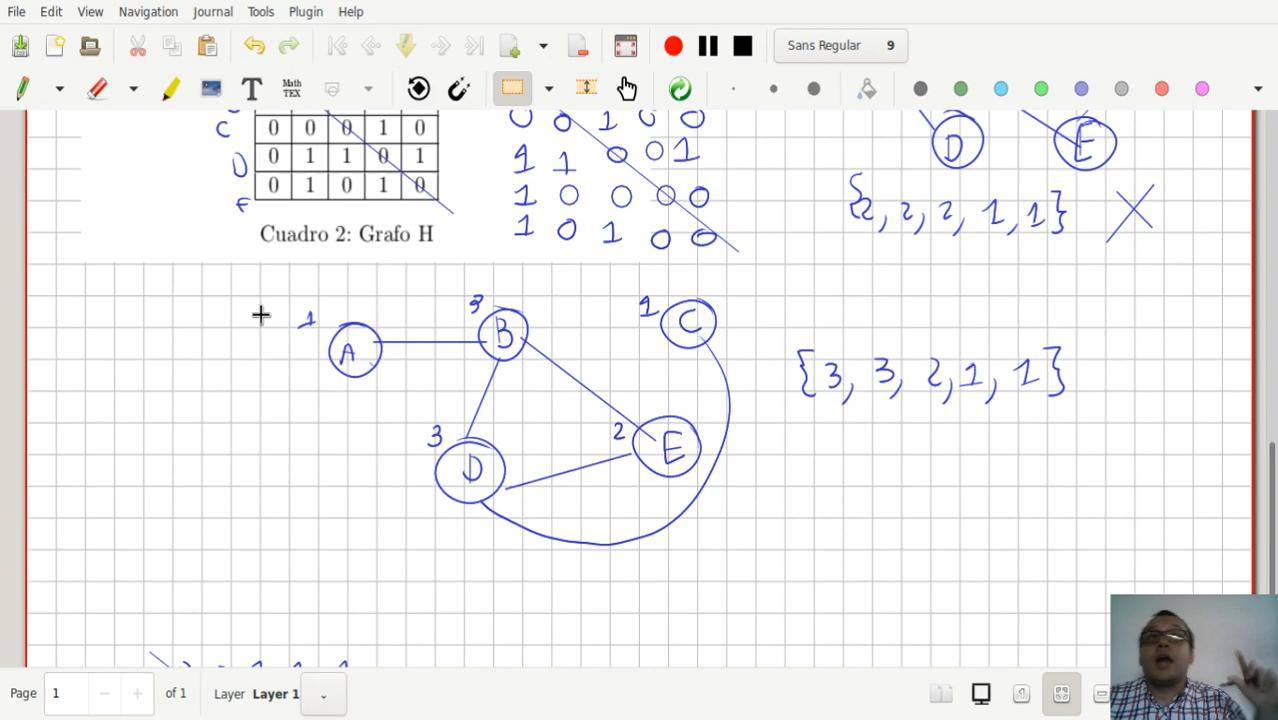 File Edit View Navigation Journal Tools Plugin Help
Sans Regular 9
T Math TEX
C 0 0 0 1 0
D 0 1 1 0 1
E 0 1 0 1 0
Cuadro 2: Grafo H
0 0 1 0 0
1 1 0 0 1
1 0 0 0 0
1 0 1 0 0
D E
{2, 2, 2, 1, 1} X
1 A 3 B 1 C
3 D 2 E
{3, 3, 2, 1, 1}
Page 1 of 1 Layer Layer 1